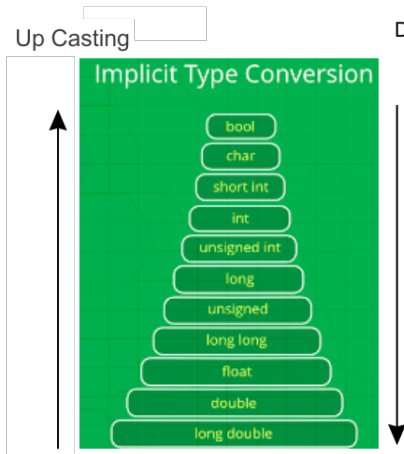 Up Casting
D
Implicit Type Conversion
bool
char
short int
int
unsigned int
long
unsigned
long long
float
double
long double